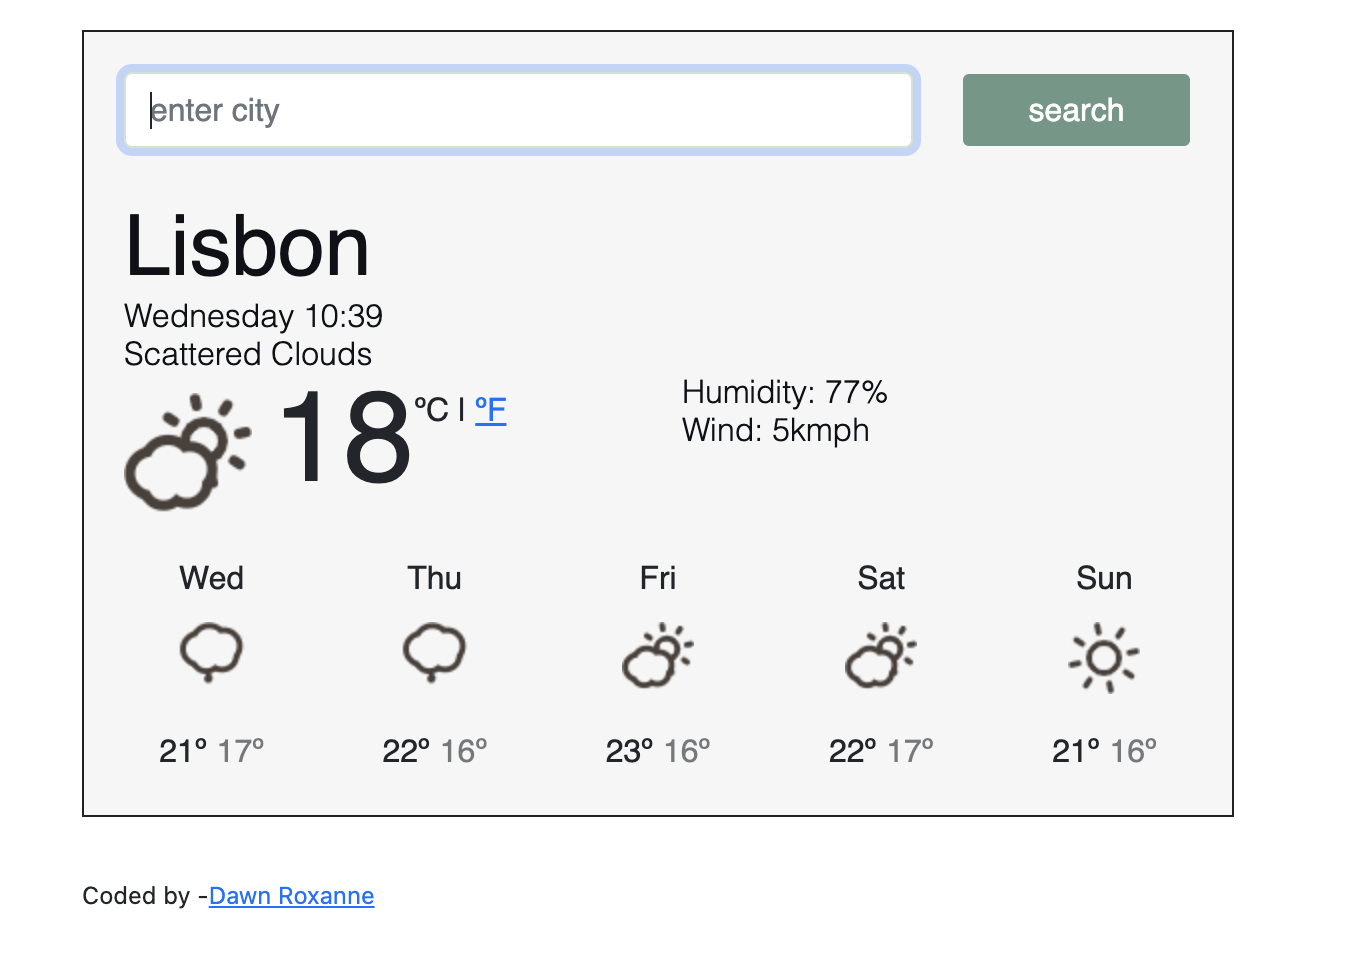 enter city search
Lisbon
Wednesday 10:39
Scattered Clouds
18 ºC | ºF
Humidity: 77%
Wind: 5kmph
Wed Thu Fri Sat Sun
21º 17º 22º 16º 23º 16º 22º 17º 21º 16º
Coded by -Dawn Roxanne